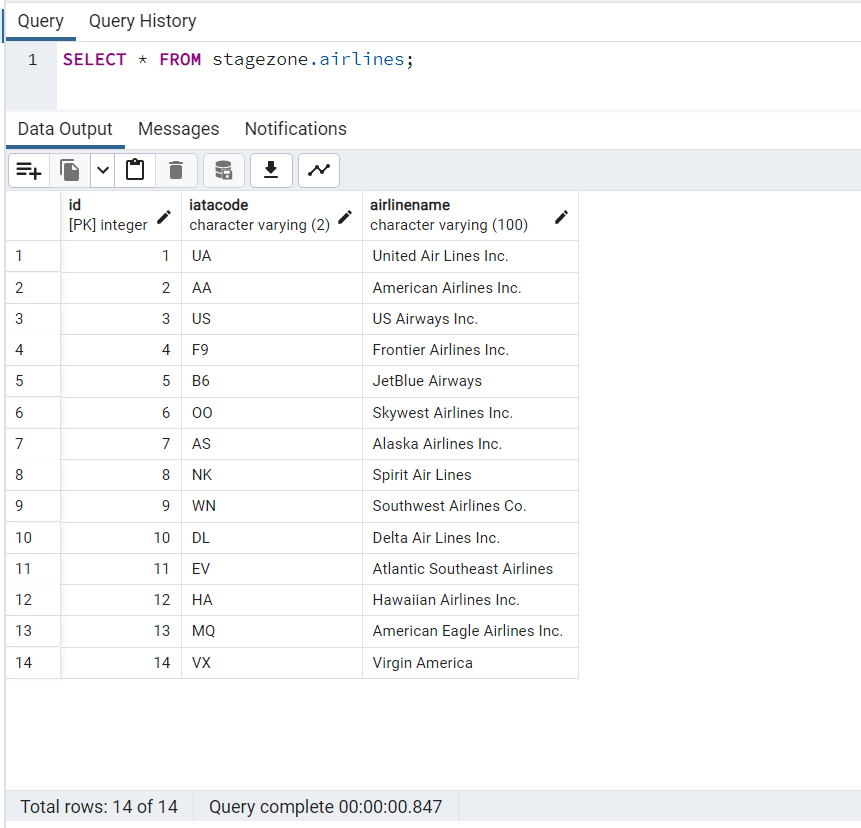 Query Query History
1 SELECT * FROM stagezone.airlines;
Data Output Messages Notifications
id iatacode airlinename
[PK] integer character varying (2) character varying (100)
1 1 UA United Air Lines Inc.
2 2 AA American Airlines Inc.
3 3 US US Airways Inc.
4 4 F9 Frontier Airlines Inc.
5 5 B6 JetBlue Airways
6 6 OO Skywest Airlines Inc.
7 7 AS Alaska Airlines Inc.
8 8 NK Spirit Air Lines
9 9 WN Southwest Airlines Co.
10 10 DL Delta Air Lines Inc.
11 11 EV Atlantic Southeast Airlines
12 12 HA Hawaiian Airlines Inc.
13 13 MQ American Eagle Airlines Inc.
14 14 VX Virgin America
Total rows: 14 of 14 Query complete 00:00:00.847